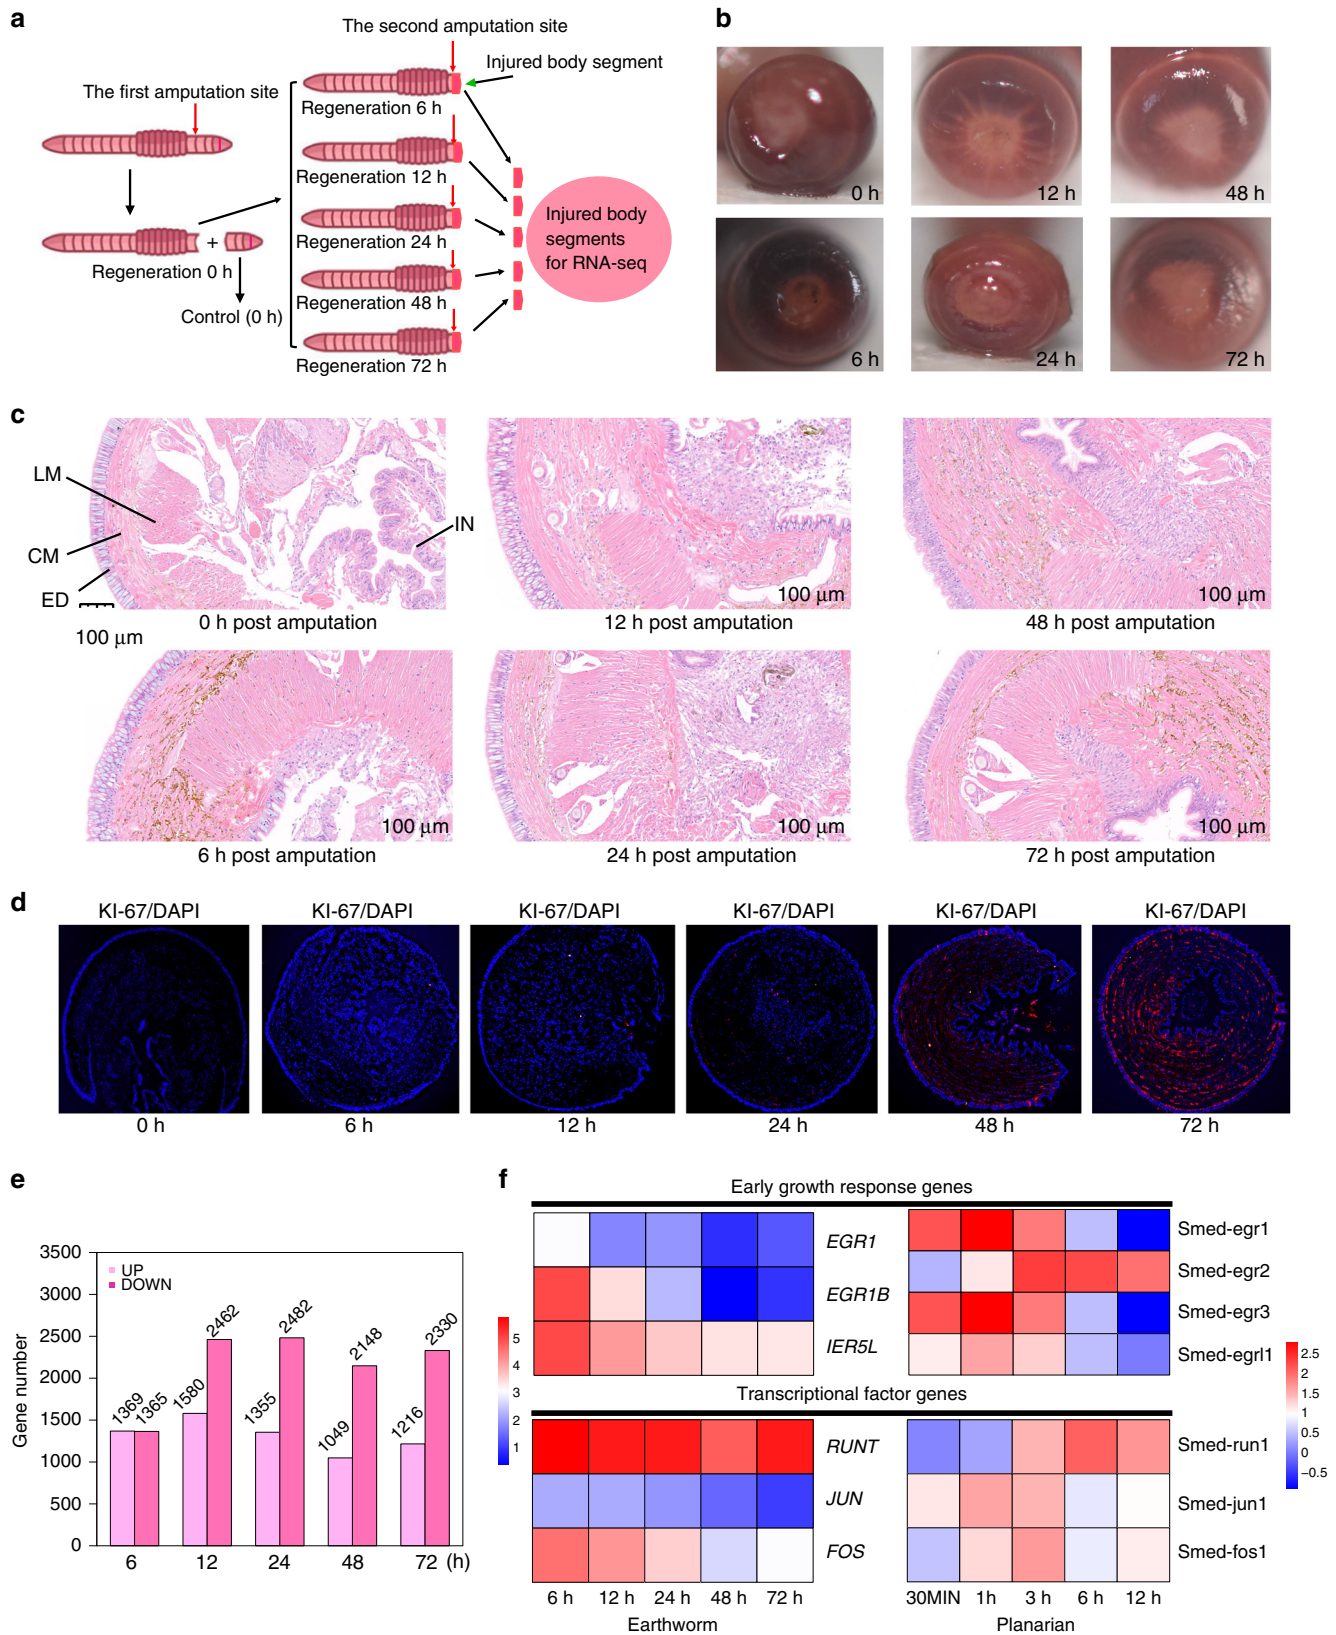 a
The second amputation site
Injured body segment
The first amputation site
Regeneration 6 h
Regeneration 12 h
Regeneration 24 h
Regeneration 48 h
Regeneration 72 h
+
Regeneration 0 h
Control (0 h)
Injured body
segments
for RNA-seq
b
0 h
12 h
48 h
6 h
24 h
72 h
c
LM
CM
ED
IN
100 μm
0 h post amputation
100 μm
12 h post amputation
100 μm
48 h post amputation
100 μm
6 h post amputation
100 μm
24 h post amputation
100 μm
72 h post amputation
d
KI-67/DAPI KI-67/DAPI KI-67/DAPI KI-67/DAPI KI-67/DAPI KI-67/DAPI
0 h 6 h 12 h 24 h 48 h 72 h
e
Gene number
3500
3000
2500
2000
1500
1000
500
0
UP
DOWN
1369
1365
1580
2462
1355
2482
1049
2148
1216
2330
6 12 24 48 72 (h)
f
Early growth response genes
EGR1
EGR1B
IER5L
Smed-egr1
Smed-egr2
Smed-egr3
Smed-egrl1
5
4
3
2
1
Transcriptional factor genes
RUNT
JUN
FOS
Smed-run1
Smed-jun1
Smed-fos1
2.5
2
1.5
1
0.5
0
−0.5
6 h 12 h 24 h 48 h 72 h
Earthworm
30MIN 1h 3 h 6 h 12 h
Planarian